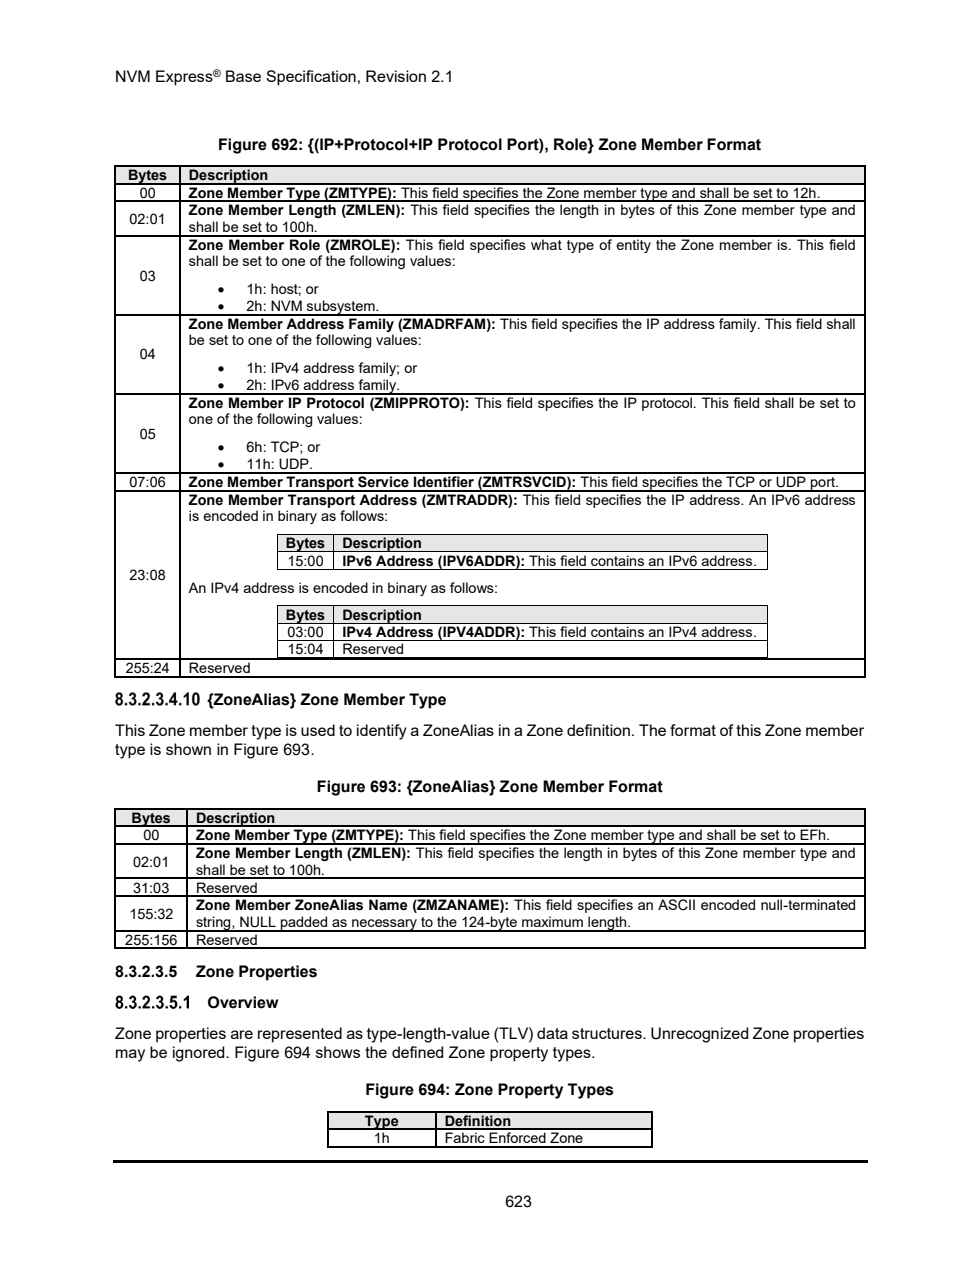 NVM Express® Base Specification, Revision 2.1
Figure 692: {(IP+Protocol+IP Protocol Port), Role} Zone Member Format
Bytes Description
00 Zone Member Type (ZMTYPE): This field specifies the Zone member type and shall be set to 12h.
02:01 Zone Member Length (ZMLEN): This field specifies the length in bytes of this Zone member type and
shall be set to 100h.
03 Zone Member Role (ZMROLE): This field specifies what type of entity the Zone member is. This field
shall be set to one of the following values:
• 1h: host; or
• 2h: NVM subsystem.
04 Zone Member Address Family (ZMADRFAM): This field specifies the IP address family. This field shall
be set to one of the following values:
• 1h: IPv4 address family; or
• 2h: IPv6 address family.
05 Zone Member IP Protocol (ZMIPPROTO): This field specifies the IP protocol. This field shall be set to
one of the following values:
• 6h: TCP; or
• 11h: UDP.
07:06 Zone Member Transport Service Identifier (ZMTRSVCID): This field specifies the TCP or UDP port.
23:08 Zone Member Transport Address (ZMTRADDR): This field specifies the IP address. An IPv6 address
is encoded in binary as follows:
Bytes Description
15:00 IPv6 Address (IPV6ADDR): This field contains an IPv6 address.
An IPv4 address is encoded in binary as follows:
Bytes Description
03:00 IPv4 Address (IPV4ADDR): This field contains an IPv4 address.
15:04 Reserved
255:24 Reserved
8.3.2.3.4.10 {ZoneAlias} Zone Member Type
This Zone member type is used to identify a ZoneAlias in a Zone definition. The format of this Zone member
type is shown in Figure 693.
Figure 693: {ZoneAlias} Zone Member Format
Bytes Description
00 Zone Member Type (ZMTYPE): This field specifies the Zone member type and shall be set to EFh.
02:01 Zone Member Length (ZMLEN): This field specifies the length in bytes of this Zone member type and
shall be set to 100h.
31:03 Reserved
155:32 Zone Member ZoneAlias Name (ZMZANAME): This field specifies an ASCII encoded null-terminated
string, NULL padded as necessary to the 124-byte maximum length.
255:156 Reserved
8.3.2.3.5 Zone Properties
8.3.2.3.5.1 Overview
Zone properties are represented as type-length-value (TLV) data structures. Unrecognized Zone properties
may be ignored. Figure 694 shows the defined Zone property types.
Figure 694: Zone Property Types
Type Definition
1h Fabric Enforced Zone
623